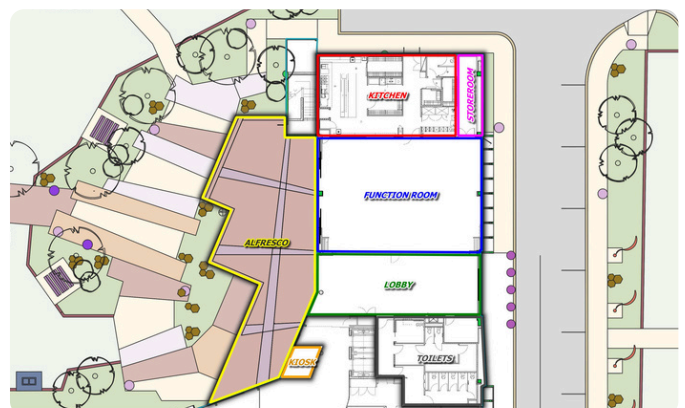 KITCHEN
STOREROOM
FUNCTION ROOM
ALFRESCO
LOBBY
KIOSK
TOILETS